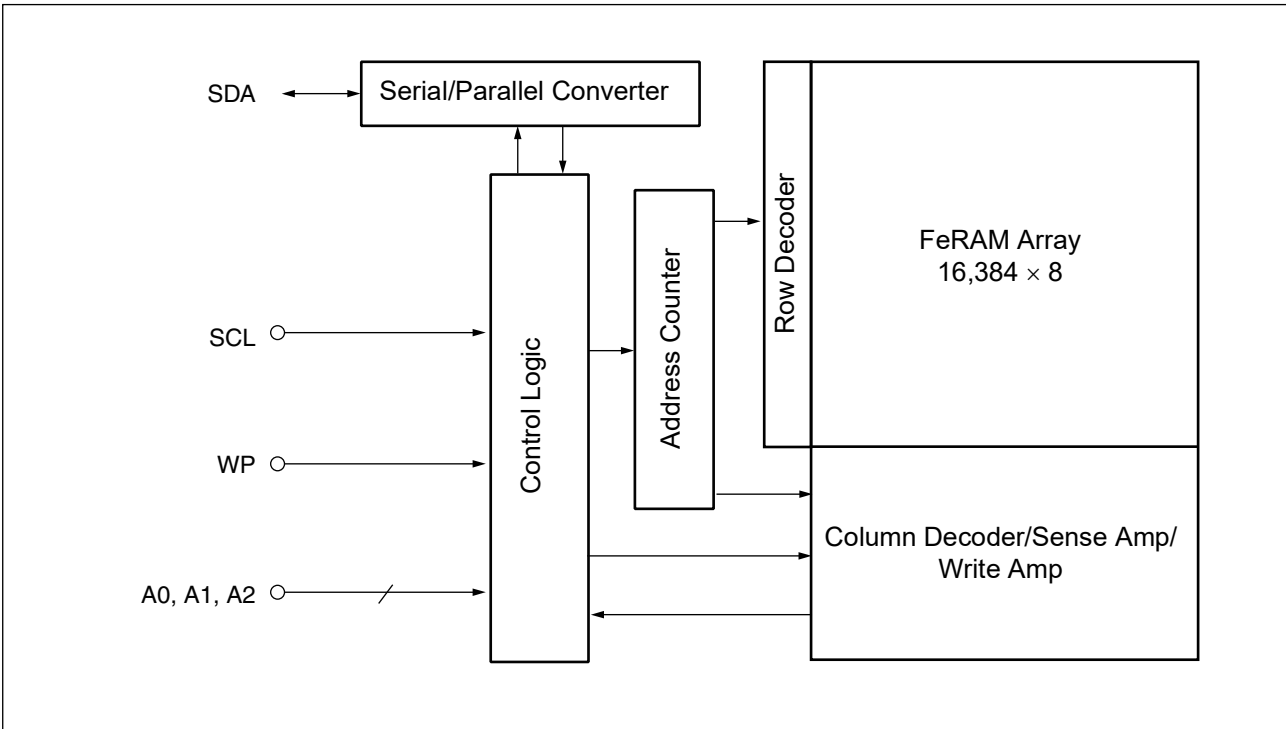 SDA
Serial/Parallel Converter
SCL
WP
A0, A1, A2
Control Logic
Address Counter
Row Decoder
FeRAM Array
16,384 × 8
Column Decoder/Sense Amp/
Write Amp